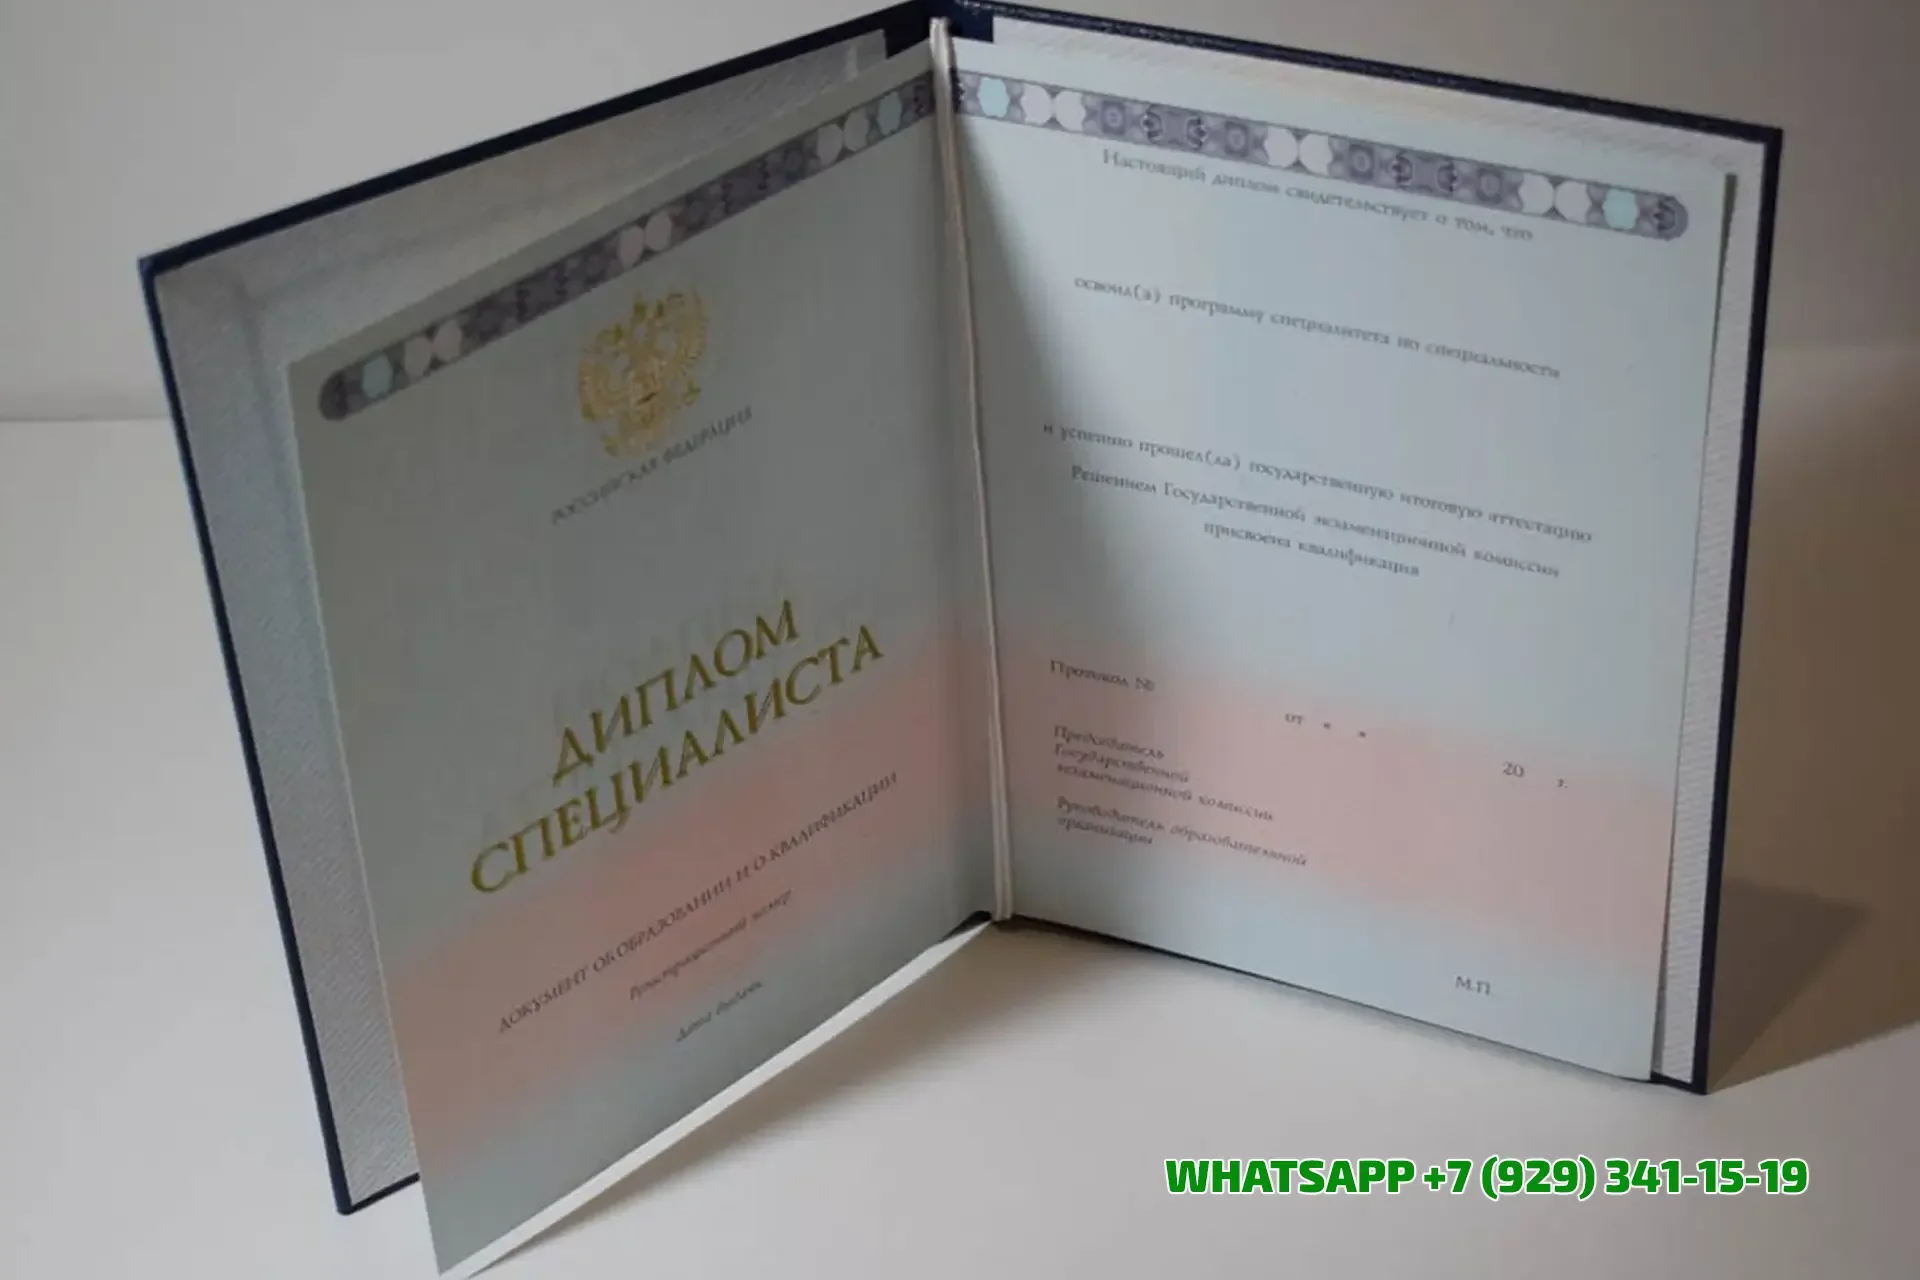 РОССИЙСКАЯ ФЕДЕРАЦИЯ
ДИПЛОМ
СПЕЦИАЛИСТА
ДОКУМЕНТ ОБ ОБРАЗОВАНИИ И О КВАЛИФИКАЦИИ
Регистрационный номер
Дата выдачи
Настоящий диплом свидетельствует о том, что
освоил(а) программу специалитета по специальности
и успешно прошел(ла) государственную итоговую аттестацию
Решением Государственной экзаменационной комиссии
присвоена квалификация
Протокол №
от « »
20 г.
Председатель
Государственной
экзаменационной комиссии
Руководитель образовательной
организации
М.П.
WHATSAPP +7 (929) 341-15-19